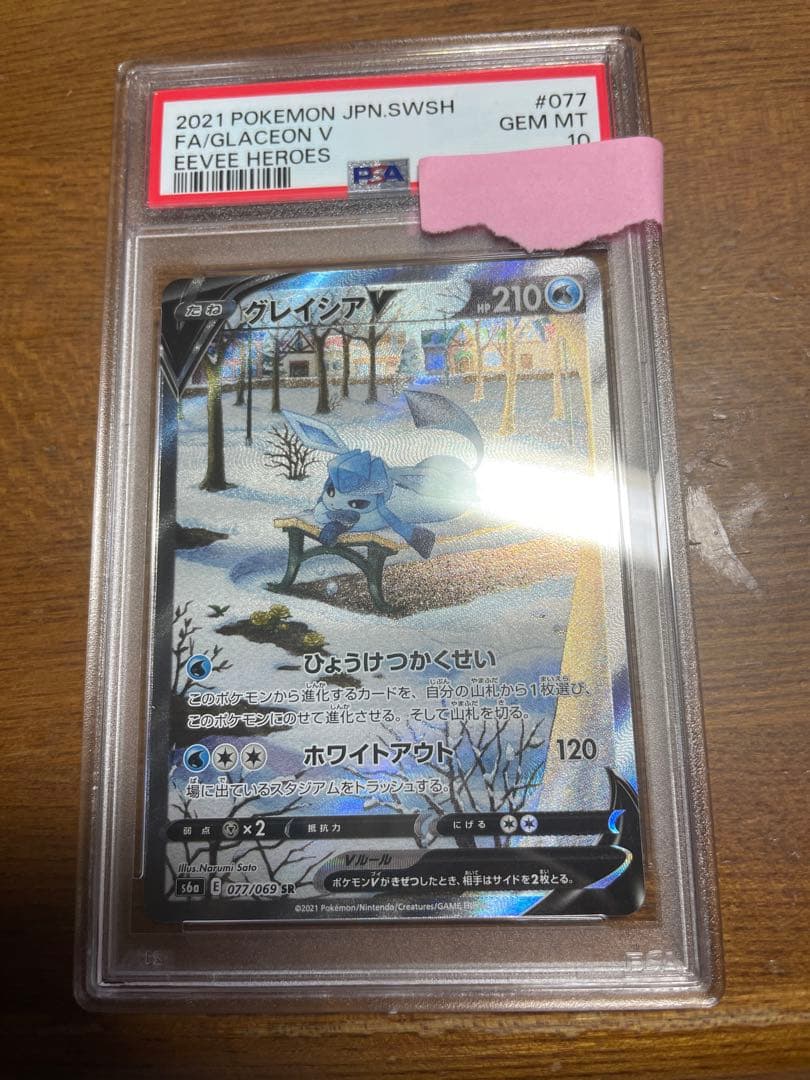 2021 POKEMON JPN.SWSH #077
FA/GLACEON V GEM MT
EEVEE HEROES 10
PSA
たね グレイシアV HP 210
ひょうけつかくせい
このポケモンから進化するカードを、自分の山札から1枚選び、
このポケモンにのせて進化させる。そして山札を切る。
ホワイトアウト 120
場に出ているスタジアムをトラッシュする。
弱点 ×2 抵抗力 にげる
Vルール
ポケモンVがきぜつしたとき、相手はサイドを2枚とる。
Illus.Narumi Sato
s6a E 077/069 SR
©2021 Pokémon/Nintendo/Creatures/GAME